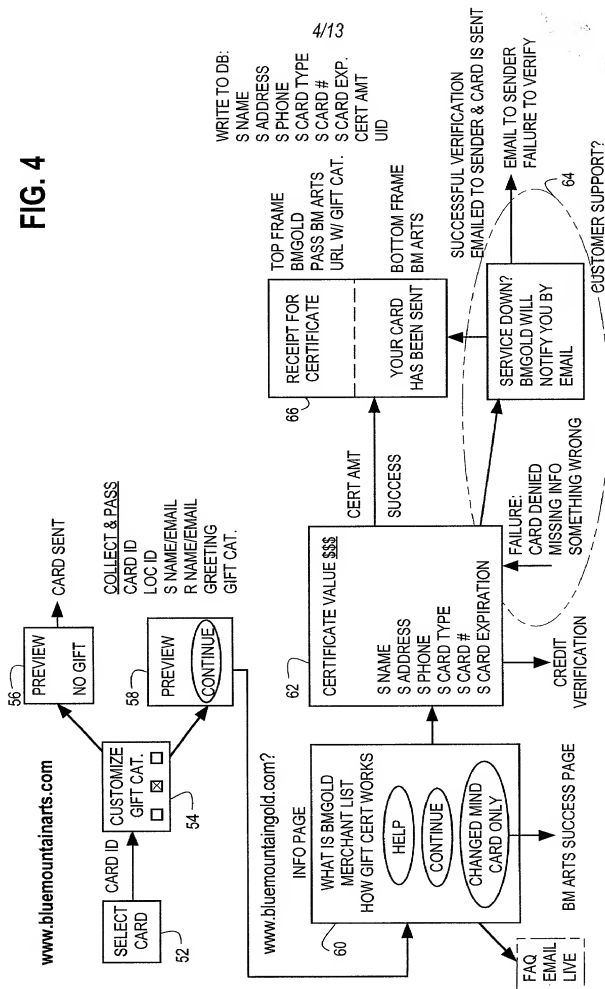 4/13
FIG. 4
www.bluemountainarts.com
SELECT
CARD
52
CARD ID
CUSTOMIZE
GIFT CAT.
54
56
PREVIEW
NO GIFT
CARD SENT
58
PREVIEW
CONTINUE
COLLECT & PASS
CARD ID
LOC ID
S NAME/EMAIL
R NAME/EMAIL
GREETING
GIFT CAT.
www.bluemountaingold.com?
INFO PAGE
60
WHAT IS BMGOLD
MERCHANT LIST
HOW GIFT CERT WORKS
HELP
CONTINUE
CHANGED MIND
CARD ONLY
FAQ
EMAIL
LIVE
BM ARTS SUCCESS PAGE
62
CERTIFICATE VALUE $$$
S NAME
S ADDRESS
S PHONE
S CARD TYPE
S CARD #
S CARD EXPIRATION
CREDIT
VERIFICATION
FAILURE:
CARD DENIED
MISSING INFO
SOMETHING WRONG
CERT AMT
SUCCESS
66
RECEIPT FOR
CERTIFICATE
YOUR CARD
HAS BEEN SENT
TOP FRAME
BMGOLD
PASS BM ARTS
URL W/ GIFT CAT.
BOTTOM FRAME
BM ARTS
WRITE TO DB:
S NAME
S ADDRESS
S PHONE
S CARD TYPE
S CARD #
S CARD EXP.
CERT AMT
UID
SERVICE DOWN?
BMGOLD WILL
NOTIFY YOU BY
EMAIL
SUCCESSFUL VERIFICATION
EMAILED TO SENDER & CARD IS SENT
EMAIL TO SENDER
FAILURE TO VERIFY
64
CUSTOMER SUPPORT?